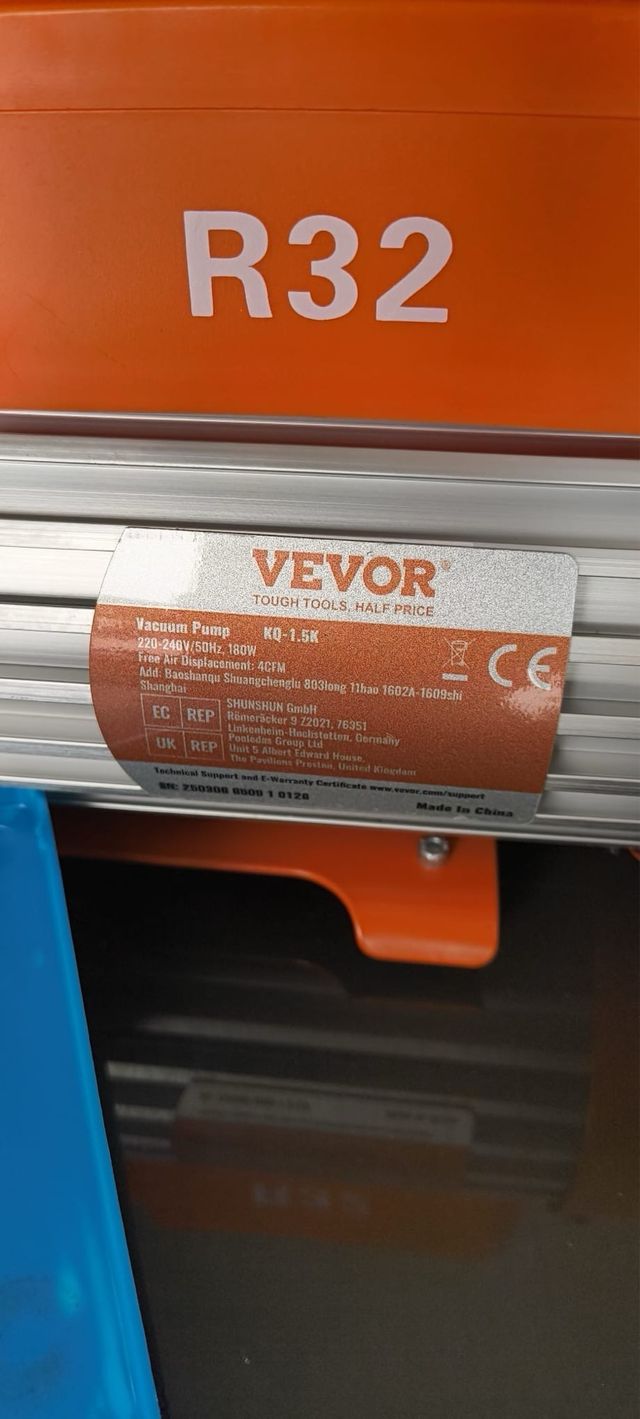 R32
VEVOR®
TOUGH TOOLS, HALF PRICE
Vacuum Pump KQ-1.5K
220-240V/50Hz, 180W
Free Air Displacement: 4CFM
Add: Baoshanqu Shuangchenglu 803long 11hao 1602A-1609shi
Shanghai
EC REP
SHUNSHUN GmbH
Römeräcker 9 Z2021, 76351
Linkenheim-Hochstetten, Germany
UK REP
Pooledas Group Ltd
Unit 5 Albert Edward House,
The Pavilions Preston, United Kingdom
Technical Support and E-Warranty Certificate www.vevor.com/support
SN:
Made In China
CE